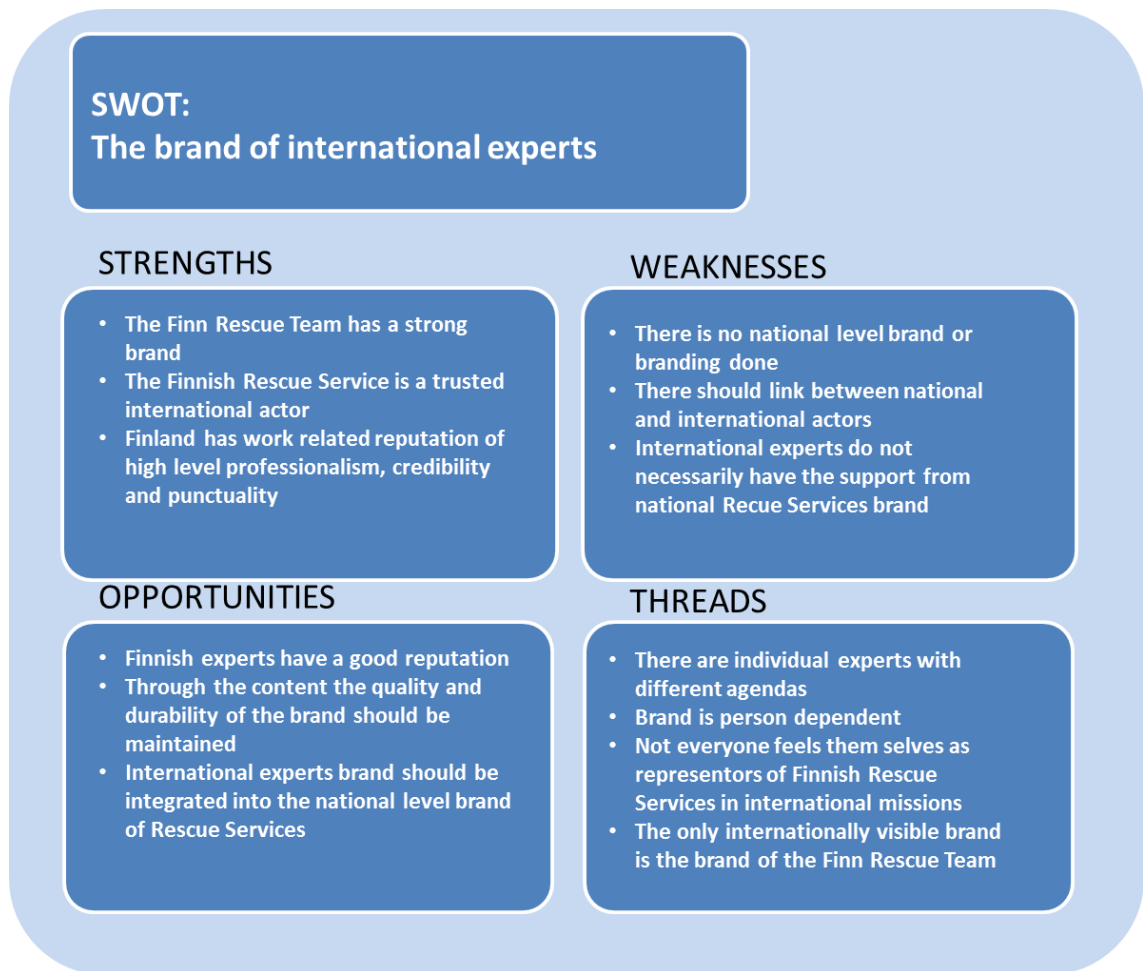 SWOT:
The brand of international experts
STRENGTHS
• The Finn Rescue Team has a strong
brand
• The Finnish Rescue Service is a trusted
international actor
• Finland has work related reputation of
high level professionalism, credibility
and punctuality
WEAKNESSES
• There is no national level brand or
branding done
• There should link between national
and international actors
• International experts do not
necessarily have the support from
national Recue Services brand
OPPORTUNITIES
• Finnish experts have a good reputation
• Through the content the quality and
durability of the brand should be
maintained
• International experts brand should be
integrated into the national level brand
of Rescue Services
THREADS
• There are individual experts with
different agendas
• Brand is person dependent
• Not everyone feels them selves as
representors of Finnish Rescue
Services in international missions
• The only internationally visible brand
is the brand of the Finn Rescue Team